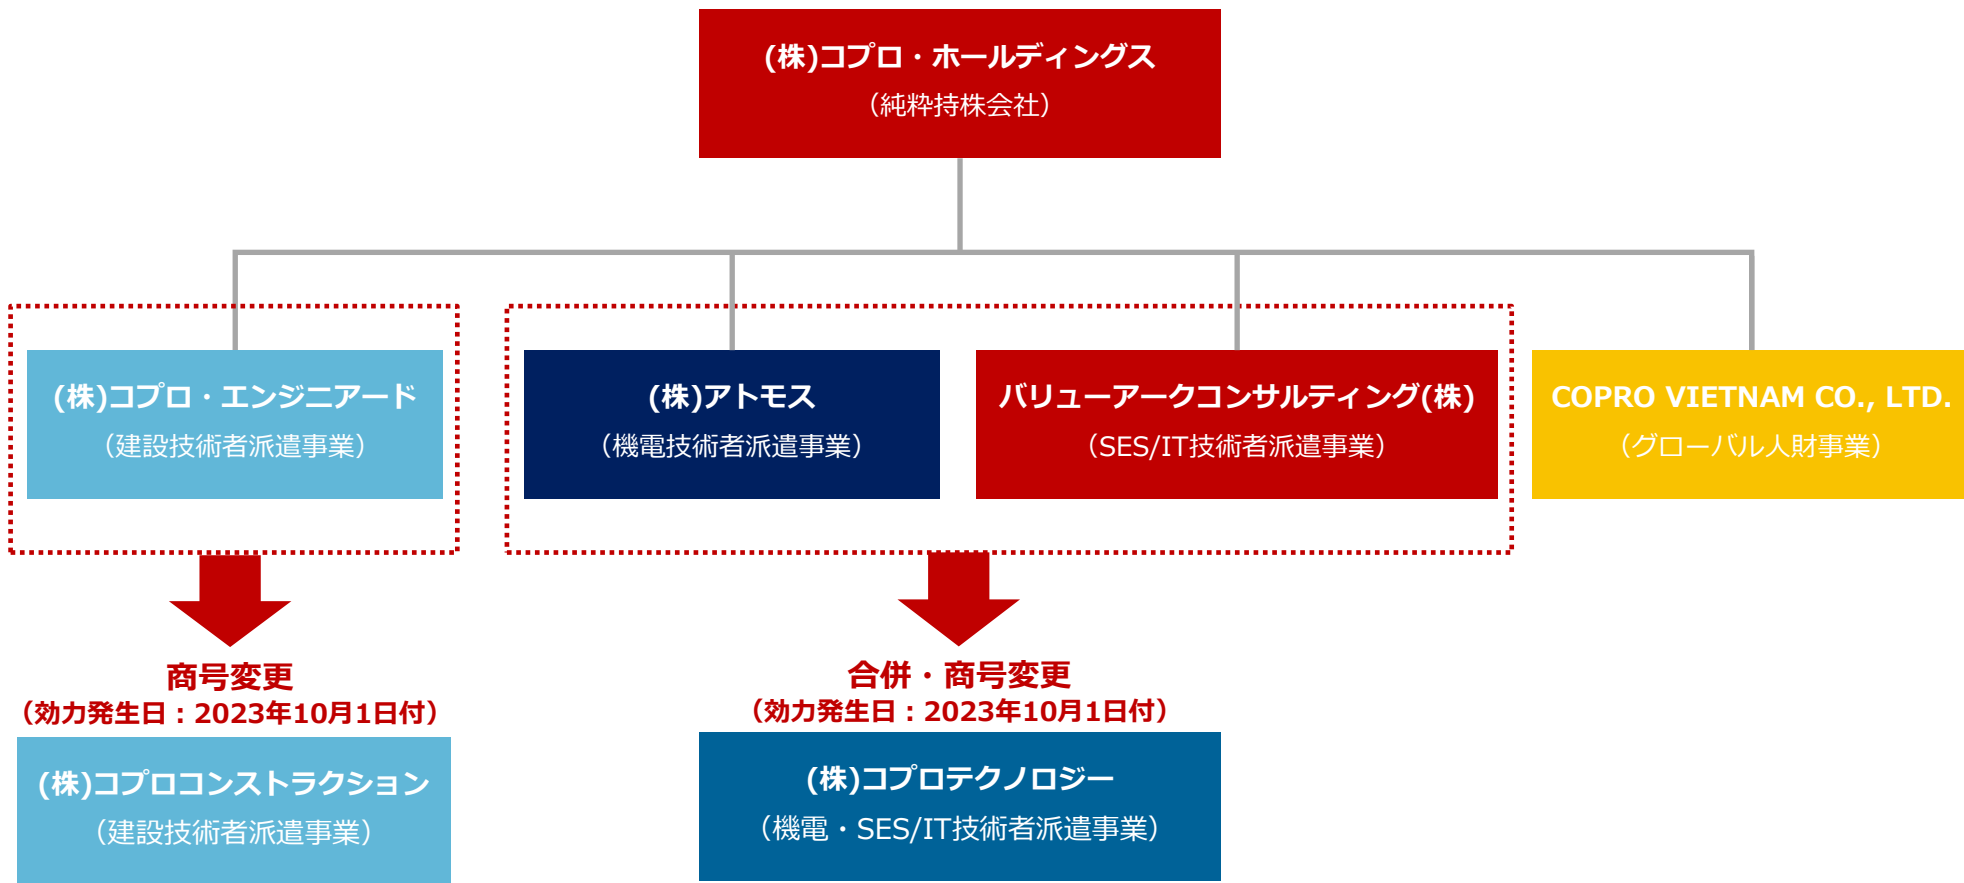 (株)コプロ・ホールディングス
（純粋持株会社）
(株)コプロ・エンジニアード
（建設技術者派遣事業）
(株)アトモス
（機電技術者派遣事業）
バリューアークコンサルティング(株)
（SES/IT技術者派遣事業）
COPRO VIETNAM CO., LTD.
（グローバル人財事業）
商号変更
（効力発生日：2023年10月1日付）
(株)コプロコンストラクション
（建設技術者派遣事業）
合併・商号変更
（効力発生日：2023年10月1日付）
(株)コプロテクノロジー
（機電・SES/IT技術者派遣事業）